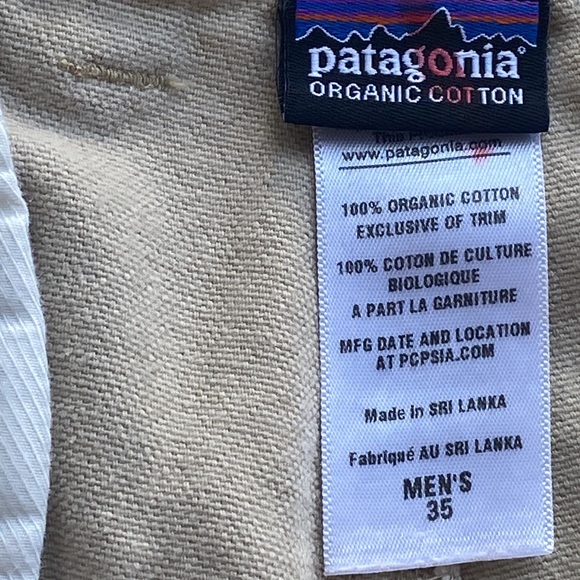 patagonia®
ORGANIC COTTON
www.patagonia.com
100% ORGANIC COTTON
EXCLUSIVE OF TRIM
100% COTON DE CULTURE
BIOLOGIQUE
A PART LA GARNITURE
MFG DATE AND LOCATION
AT PCPSIA.COM
Made in SRI LANKA
Fabriqué AU SRI LANKA
MEN'S
35